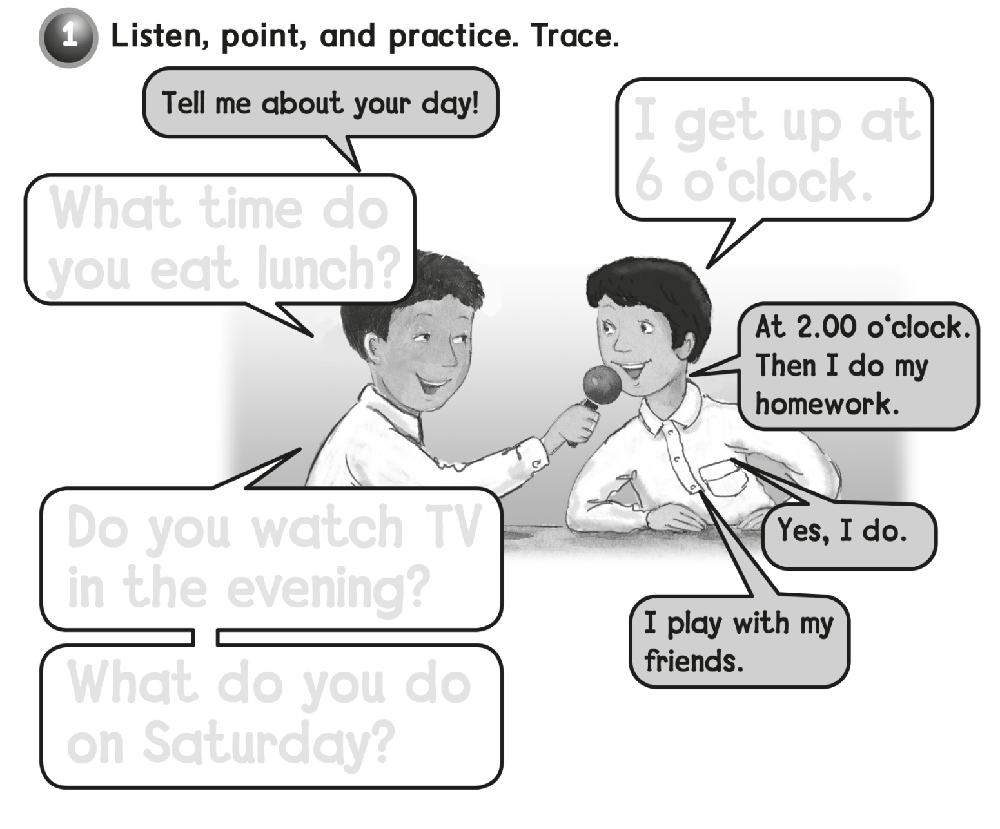 1 Listen, point, and practice. Trace.
Tell me about your day!
I get up at
6 o‘clock.
What time do
you eat lunch?
At 2.00 o‘clock.
Then I do my
homework.
Do you watch TV
in the evening?
Yes, I do.
What do you do
on Saturday?
I play with my
friends.